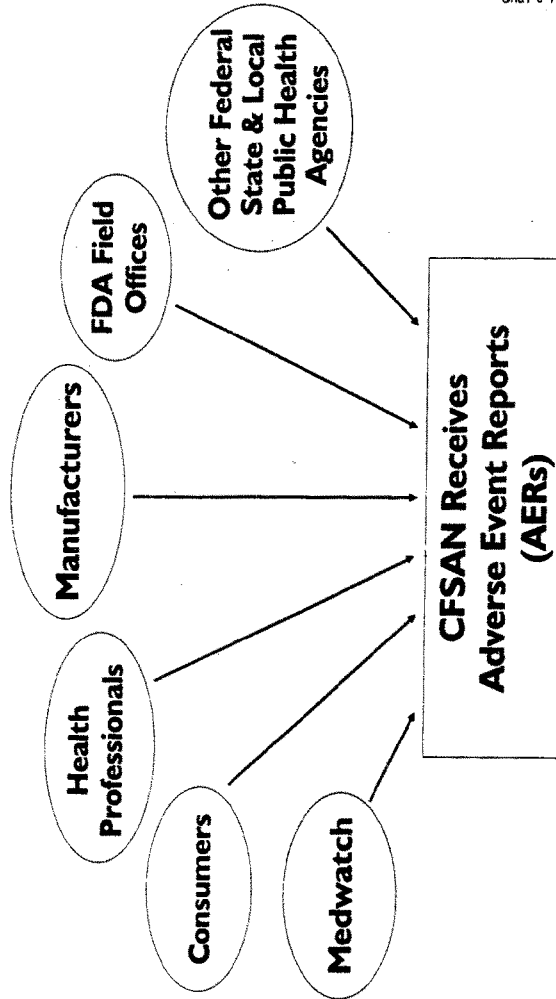 Medwatch
Consumers
Health
Professionals
Manufacturers
FDA Field
Offices
Other Federal
State & Local
Public Health
Agencies
CFSAN Receives
Adverse Event Reports
(AERs)